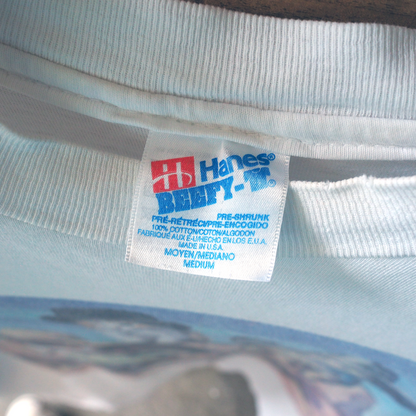 H Hanes®
BEEFY-T®
PRE-SHRUNK
PRÉ-RÉTRÉCI/PRE-ENCOGIDO
100% COTTON/COTON/ALGODON
FABRIQUE AUX É-U/HECHO EN LOS E.U.A.
MADE IN U.S.A.
MOYEN/MEDIANO
MEDIUM